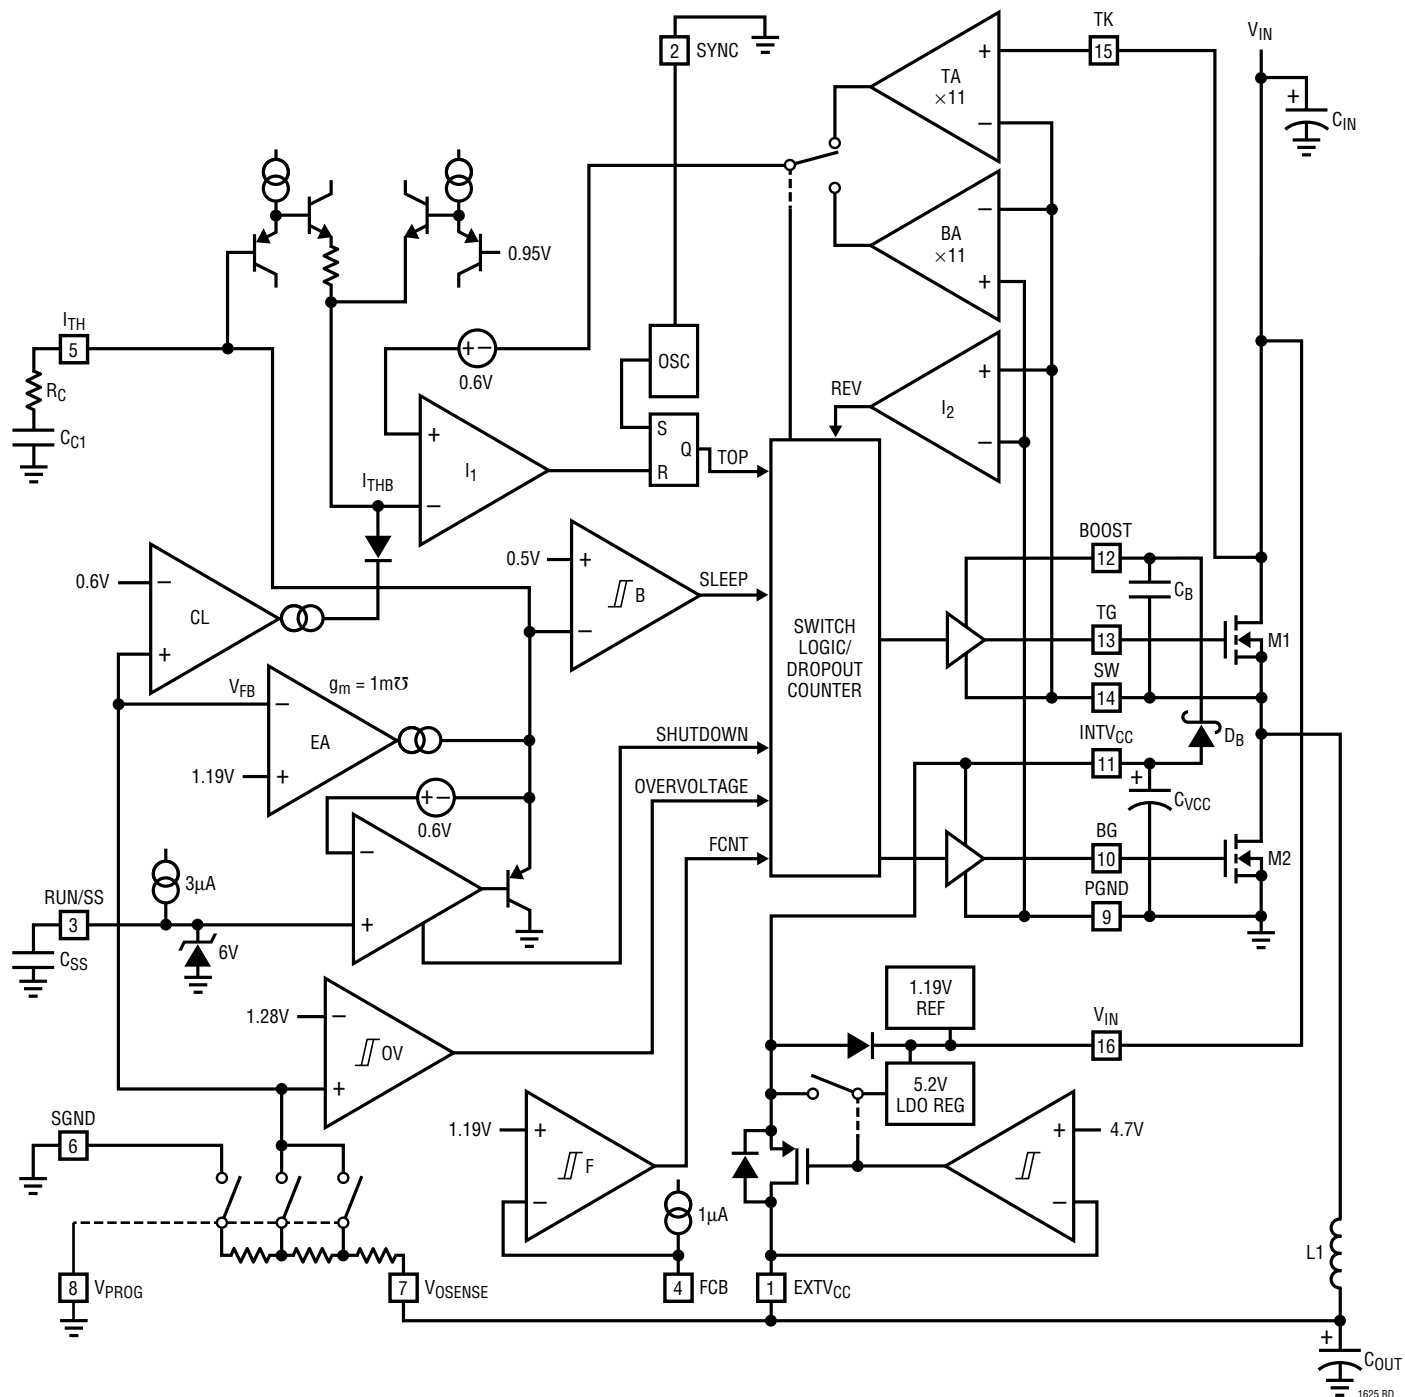 TK
15
VIN
2 SYNC
+
TA
×11
−
+
CIN
−
BA
×11
+
0.95V
ITH
5
RC
CC1
+−
0.6V
OSC
S
Q
R
TOP
REV
+
I2
−
+
I1
−
ITHB
0.6V
−
CL
+
0.5V
+
B
−
SLEEP
SWITCH
LOGIC/
DROPOUT
COUNTER
BOOST
12
CB
TG
13
M1
SW
14
VFB
gm = 1m℧
−
EA
1.19V
+
SHUTDOWN
OVERVOLTAGE
FCNT
INTVCC
11
DB
+
CVCC
BG
10
M2
PGND
9
+−
0.6V
−
+
3µA
RUN/SS
3
6V
CSS
1.28V
−
OV
+
1.19V
REF
VIN
16
5.2V
LDO REG
SGND
6
1.19V
+
F
−
1µA
+
4.7V
−
L1
8
VPROG
7
VOSENSE
4
FCB
1
EXTVCC
+
COUT
1625 BD